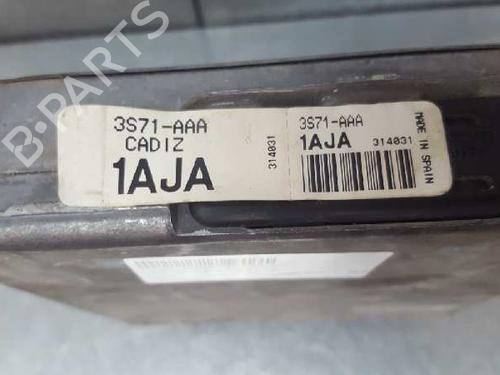 B-PARTS
3S71-AAA
CADIZ
1AJA
314031
3S71-AAA
1AJA
314031
MADE IN SPAIN